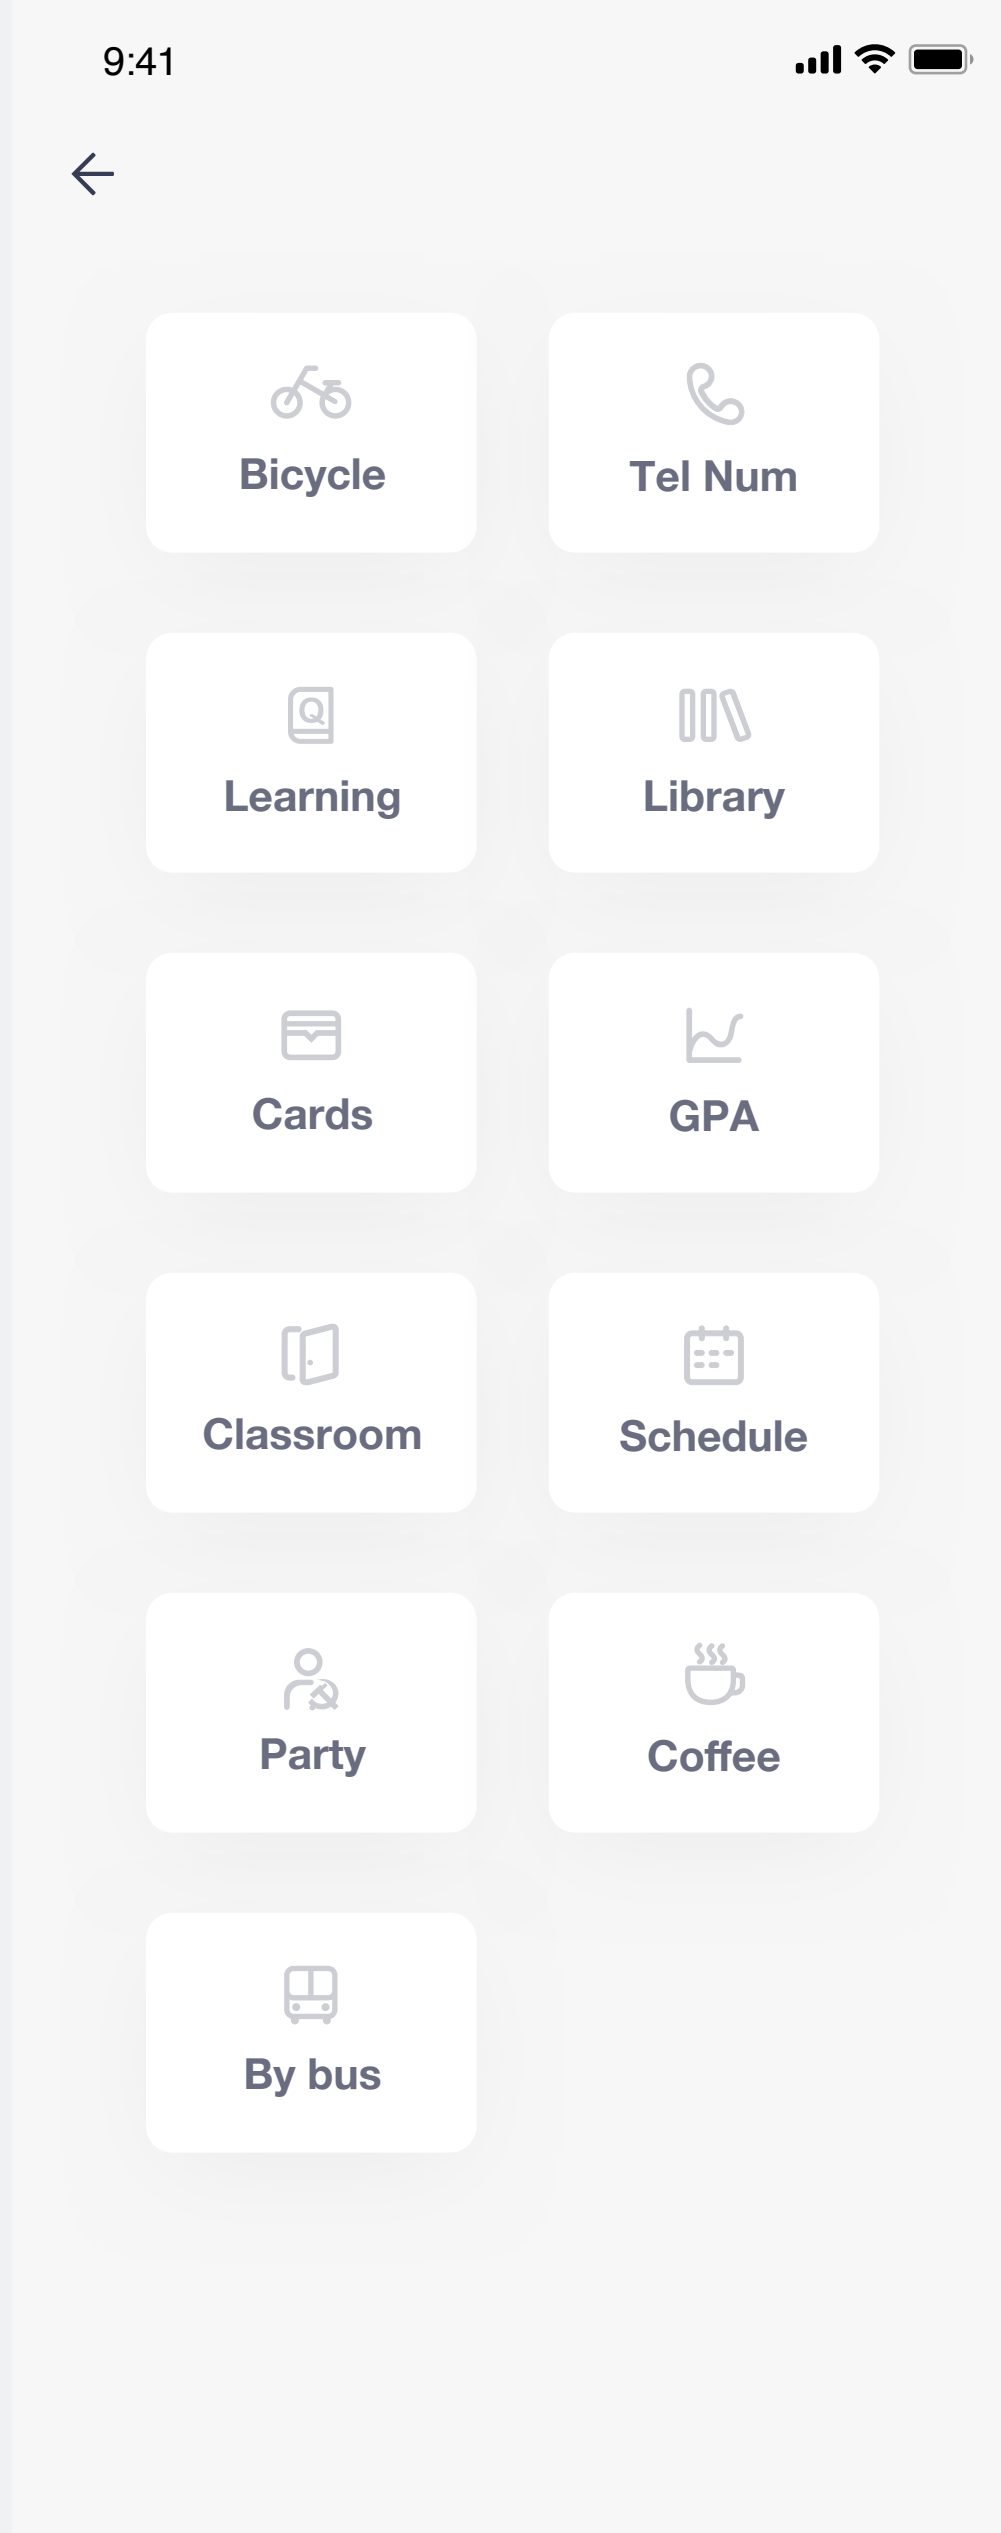 9:41
Bicycle
Tel Num
Q
Learning
Library
Cards
GPA
Classroom
Schedule
Party
Coffee
By bus